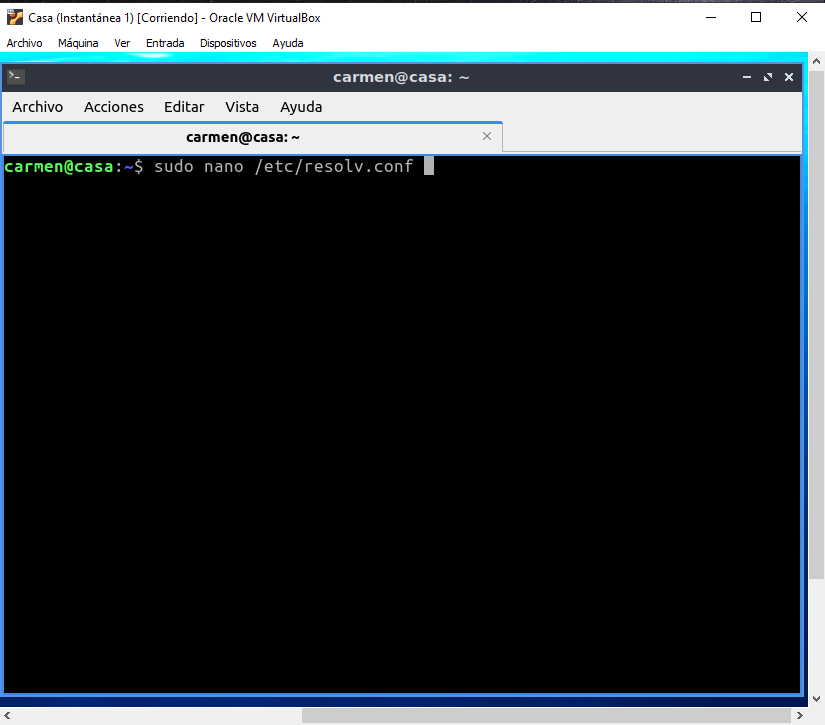 Casa (Instantánea 1) [Corriendo] - Oracle VM VirtualBox
Archivo Máquina Ver Entrada Dispositivos Ayuda
carmen@casa: ~
Archivo Acciones Editar Vista Ayuda
carmen@casa: ~
carmen@casa:~$ sudo nano /etc/resolv.conf